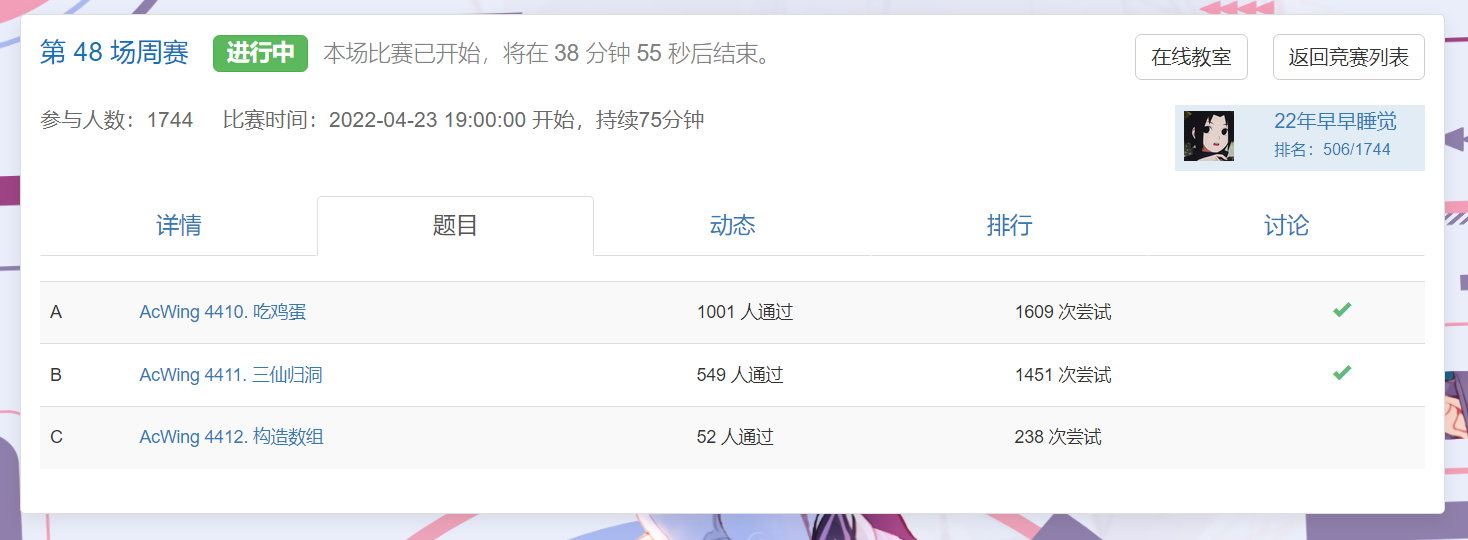 第 48 场周赛 进行中 本场比赛已开始，将在 38 分钟 55 秒后结束。 在线教室 返回竞赛列表
参与人数：1744 比赛时间：2022-04-23 19:00:00 开始，持续75分钟
22年早早睡觉
排名：506/1744
详情 题目 动态 排行 讨论
A AcWing 4410. 吃鸡蛋 1001 人通过 1609 次尝试
B AcWing 4411. 三仙归洞 549 人通过 1451 次尝试
C AcWing 4412. 构造数组 52 人通过 238 次尝试